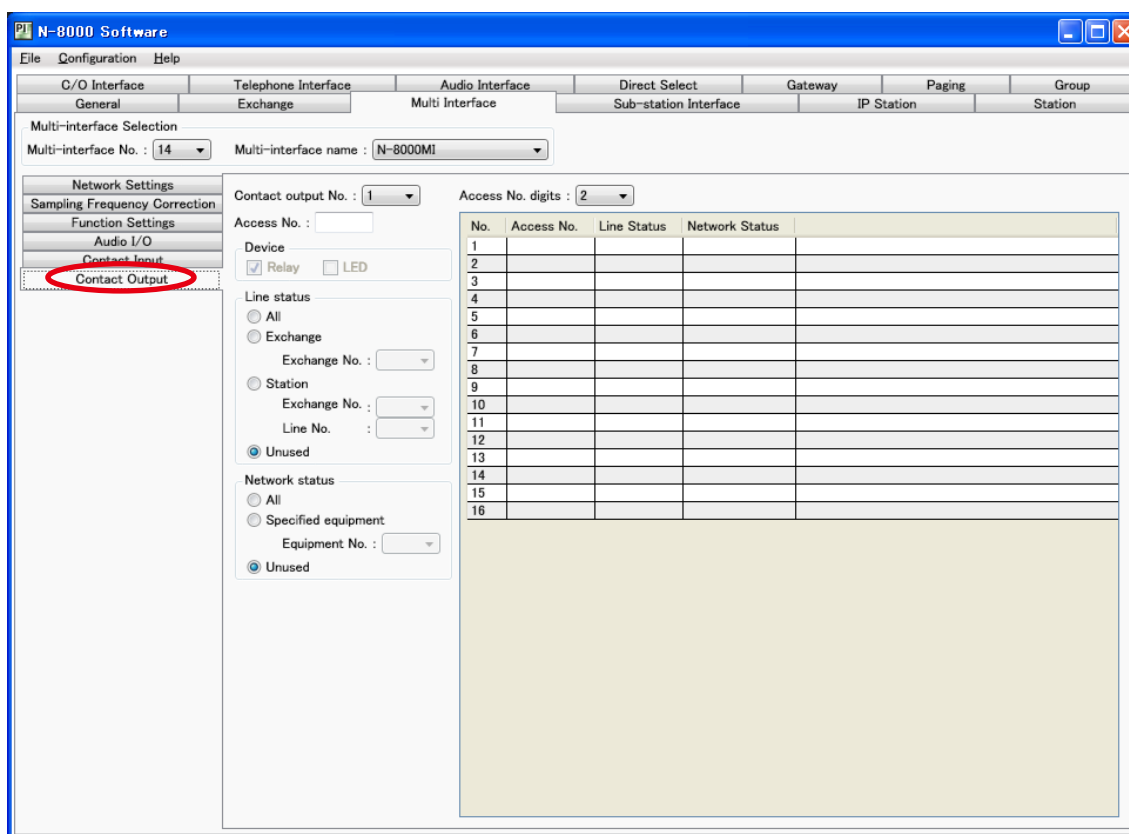 N-8000 Software
File Configuration Help
C/O Interface Telephone Interface Audio Interface Direct Select Gateway Paging Group
General Exchange Multi Interface Sub-station Interface IP Station Station
Multi-interface Selection
Multi-interface No. : 14 Multi-interface name : N-8000MI
Network Settings
Sampling Frequency Correction
Function Settings
Audio I/O
Contact Input
Contact Output
Contact output No. : 1 Access No. digits : 2
Access No. :
Device
Relay LED
Line status
All
Exchange
Exchange No. :
Station
Exchange No. :
Line No. :
Unused
Network status
All
Specified equipment
Equipment No. :
Unused
No. Access No. Line Status Network Status
1
2
3
4
5
6
7
8
9
10
11
12
13
14
15
16